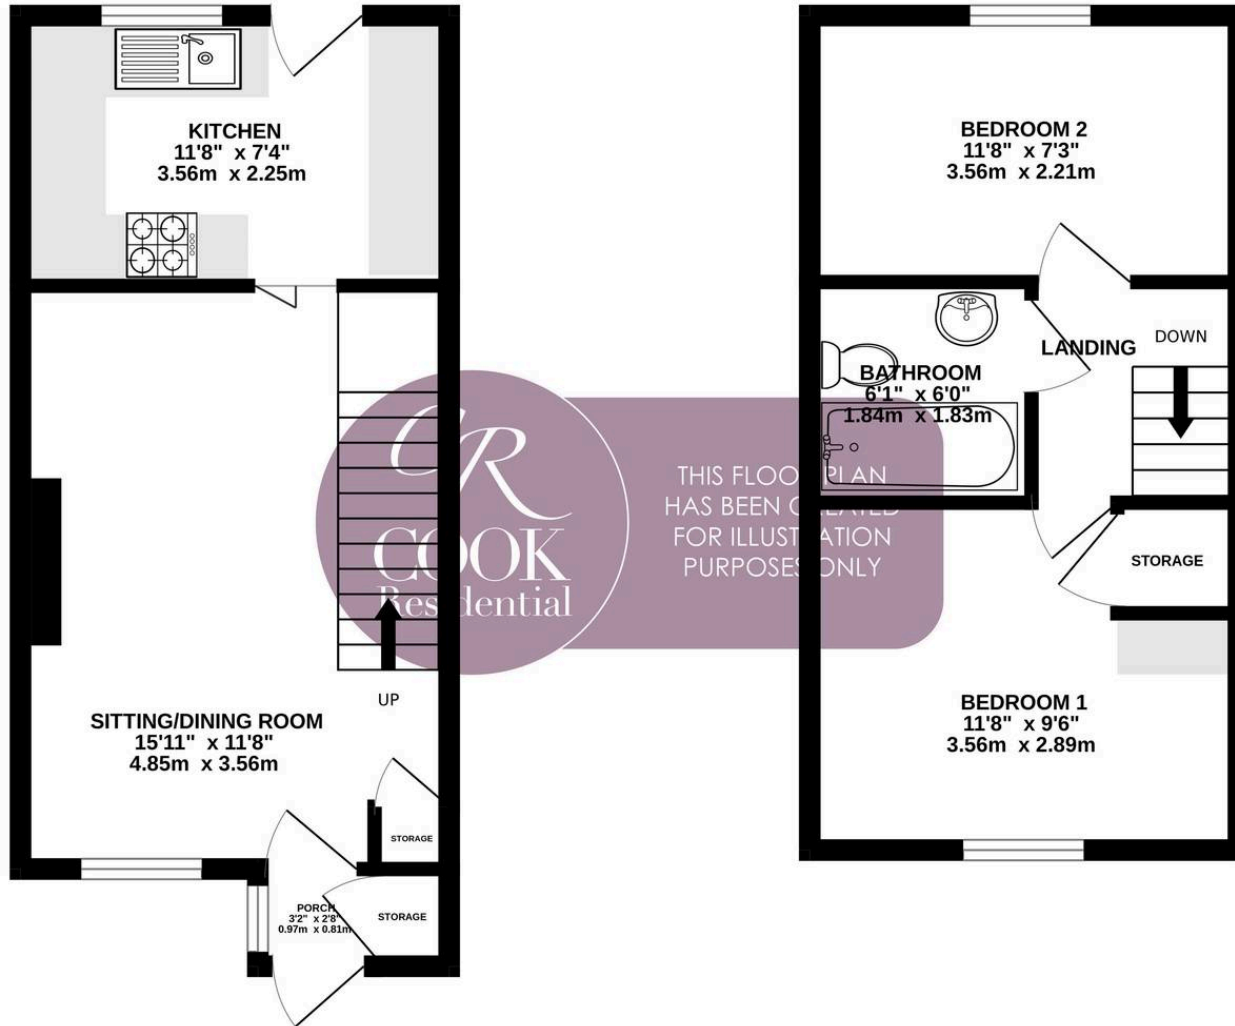 KITCHEN
11'8" x 7'4"
3.56m x 2.25m
BEDROOM 2
11'8" x 7'3"
3.56m x 2.21m
LANDING
DOWN
BATHROOM
6'1" x 6'0"
1.84m x 1.83m
CR
COOK
Residential
THIS FLOORPLAN
HAS BEEN CREATED
FOR ILLUSTRATION
PURPOSES ONLY
STORAGE
UP
SITTING/DINING ROOM
15'11" x 11'8"
4.85m x 3.56m
BEDROOM 1
11'8" x 9'6"
3.56m x 2.89m
STORAGE
PORCH
3'2" x 2'8"
0.97m x 0.81m
STORAGE